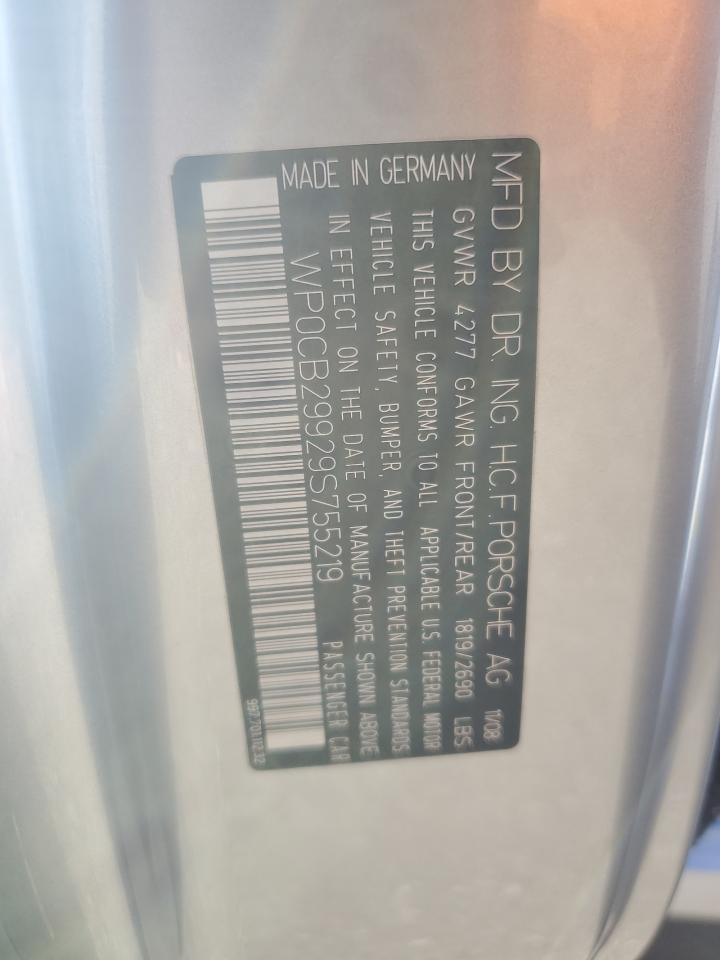 MFD BY DR. ING. H.C.F. PORSCHE AG 11/08
GVWR 4277 GAWR FRONT/REAR 1819/2690 LBS
THIS VEHICLE CONFORMS TO ALL APPLICABLE U.S. FEDERAL MOTOR
VEHICLE SAFETY, BUMPER, AND THEFT PREVENTION STANDARDS
IN EFFECT ON THE DATE OF MANUFACTURE SHOWN ABOVE
WP0CB29929S755219 PASSENGER CAR
MADE IN GERMANY